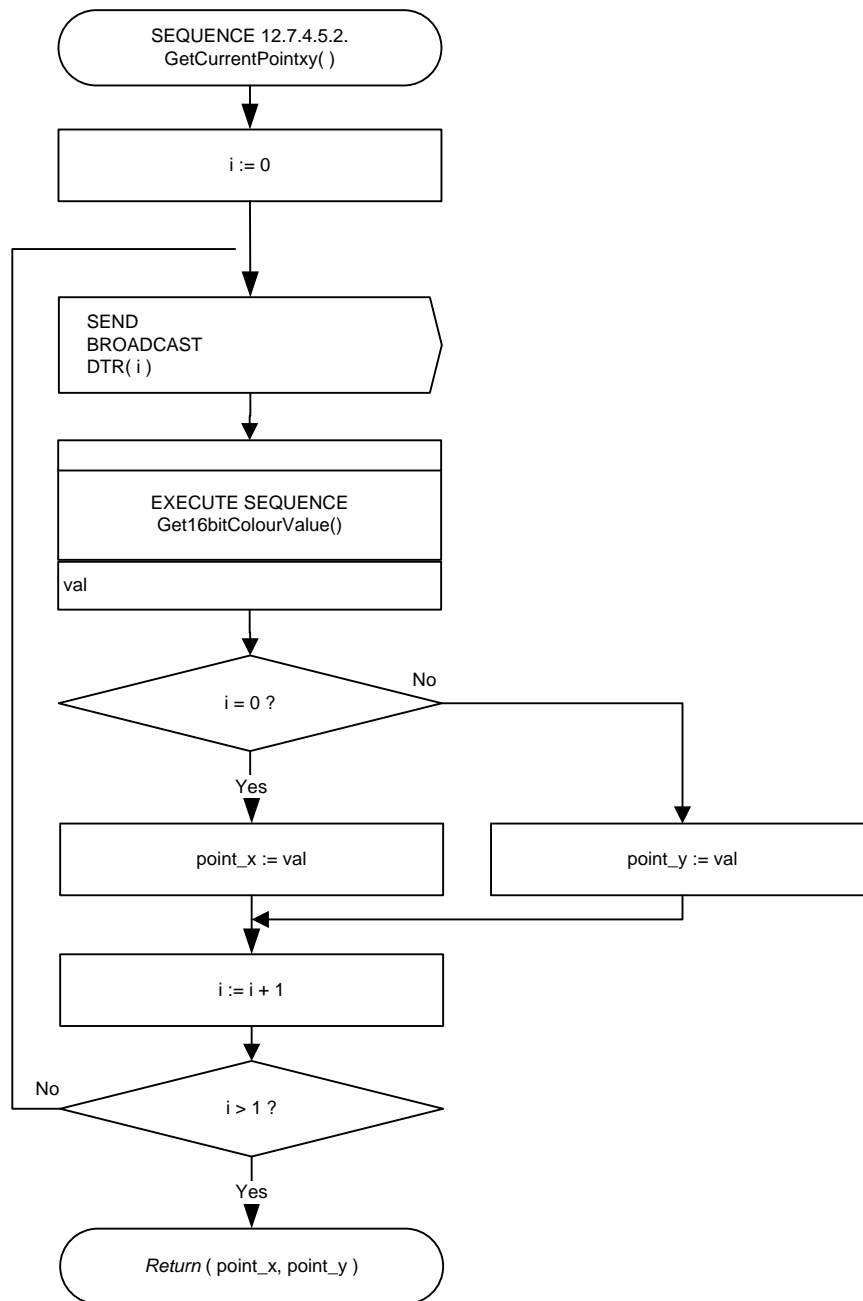 SEQUENCE 12.7.4.5.2.
GetCurrentPointxy( )
i := 0
SEND
BROADCAST
DTR( i )
EXECUTE SEQUENCE
Get16bitColourValue()
val
i = 0 ?
No
Yes
point_x := val
point_y := val
i := i + 1
No
i > 1 ?
Yes
Return ( point_x, point_y )